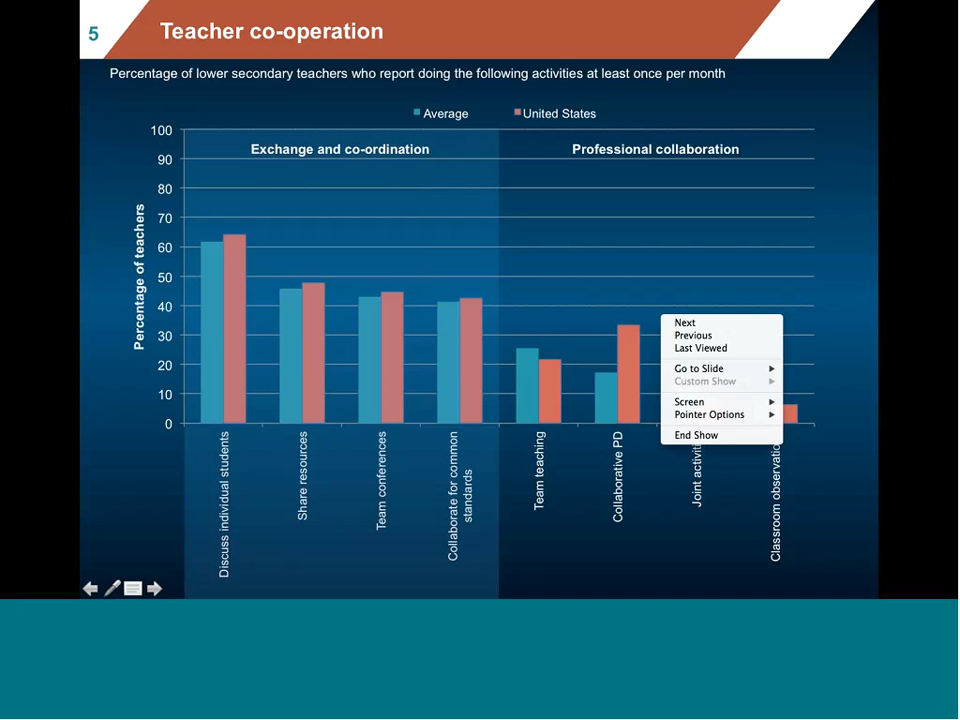 5
Teacher co-operation
Percentage of lower secondary teachers who report doing the following activities at least once per month
Average
United States
Exchange and co-ordination
Professional collaboration
Percentage of teachers
100
90
80
70
60
50
40
30
20
10
0
Discuss individual students
Share resources
Team conferences
Collaborate for common
standards
Team teaching
Collaborative PD
Joint
Classroom
Next
Previous
Last Viewed
Go to Slide
Custom Show
Screen
Pointer Options
End Show